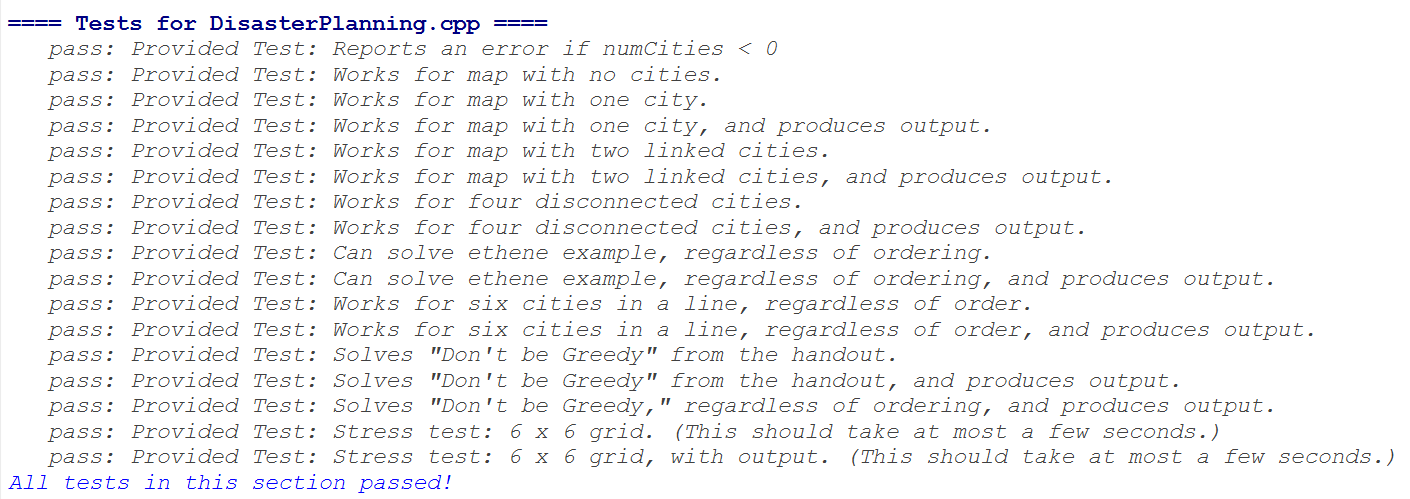 ==== Tests for DisasterPlanning.cpp ====
pass: Provided Test: Reports an error if numCities < 0
pass: Provided Test: Works for map with no cities.
pass: Provided Test: Works for map with one city.
pass: Provided Test: Works for map with one city, and produces output.
pass: Provided Test: Works for map with two linked cities.
pass: Provided Test: Works for map with two linked cities, and produces output.
pass: Provided Test: Works for four disconnected cities.
pass: Provided Test: Works for four disconnected cities, and produces output.
pass: Provided Test: Can solve ethene example, regardless of ordering.
pass: Provided Test: Can solve ethene example, regardless of ordering, and produces output.
pass: Provided Test: Works for six cities in a line, regardless of order.
pass: Provided Test: Works for six cities in a line, regardless of order, and produces output.
pass: Provided Test: Solves "Don't be Greedy" from the handout.
pass: Provided Test: Solves "Don't be Greedy" from the handout, and produces output.
pass: Provided Test: Solves "Don't be Greedy," regardless of ordering, and produces output.
pass: Provided Test: Stress test: 6 x 6 grid. (This should take at most a few seconds.)
pass: Provided Test: Stress test: 6 x 6 grid, with output. (This should take at most a few seconds.)
All tests in this section passed!